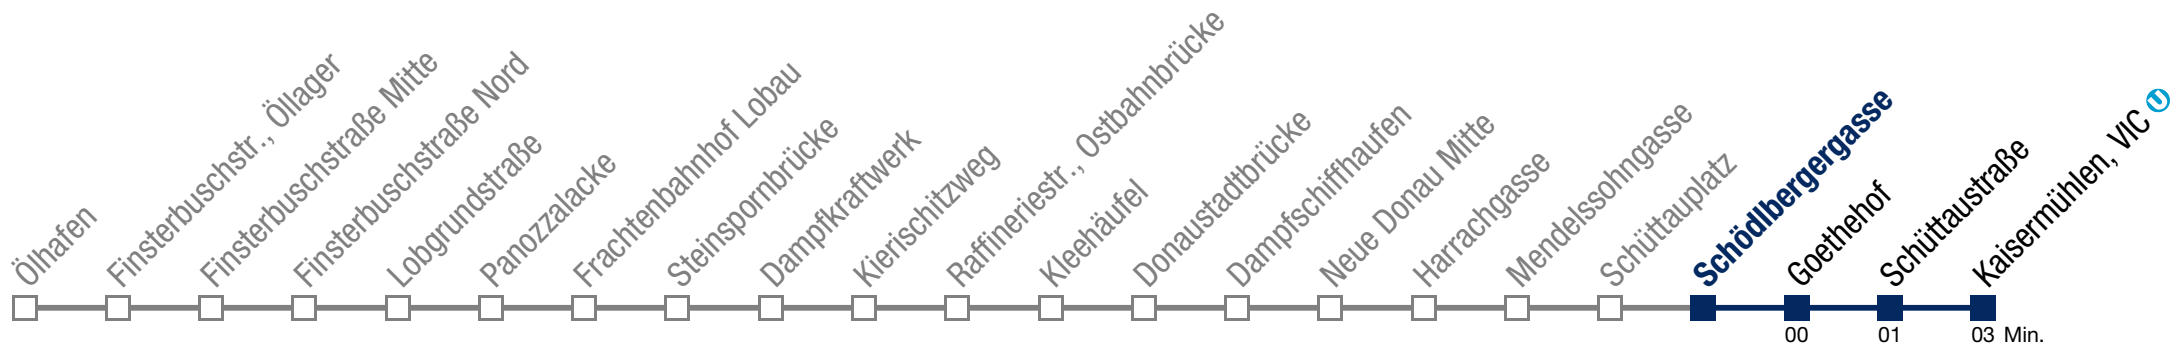 Ölhafen
Finsterbuschstr., Öllager
Finsterbuschstraße Mitte
Finsterbuschstraße Nord
Lobgrundstraße
Panozzalacke
Frachtenbahnhof Lobau
Steinspornbrücke
Dampfkraftwerk
Kierischitzweg
Raffineriestr., Ostbahnbrücke
Kleehäufel
Donaustadtbrücke
Dampfschiffhaufen
Neue Donau Mitte
Harrachgasse
Mendelssohngasse
Schüttauplatz
Schödlbergergasse
Goethehof
Schüttaustraße
Kaisermühlen, VIC U
00 01 03 Min.